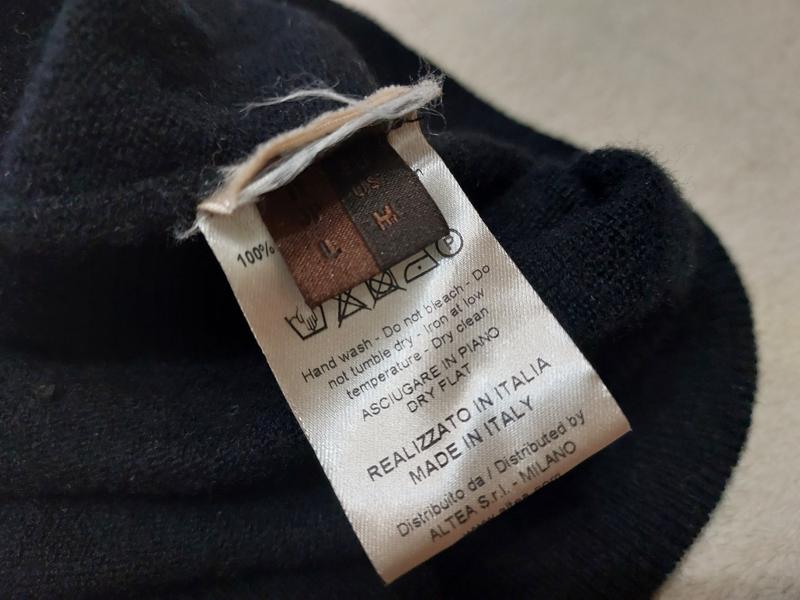 US
L
M
100%
P
Hand wash - Do not bleach - Do
not tumble dry - Iron at low
temperature - Dry clean
ASCIUGARE IN PIANO
DRY FLAT
REALIZZATO IN ITALIA
MADE IN ITALY
Distribuito da / Distributed by
ALTEA S.r.l. - MILANO